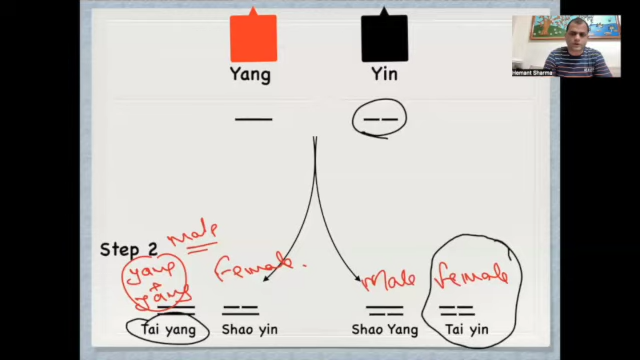 Yang Yin
Hemant Sharma
male
Step 2
yang Female. Male Female
+
yang
Tai yang Shao yin Shao Yang Tai yin